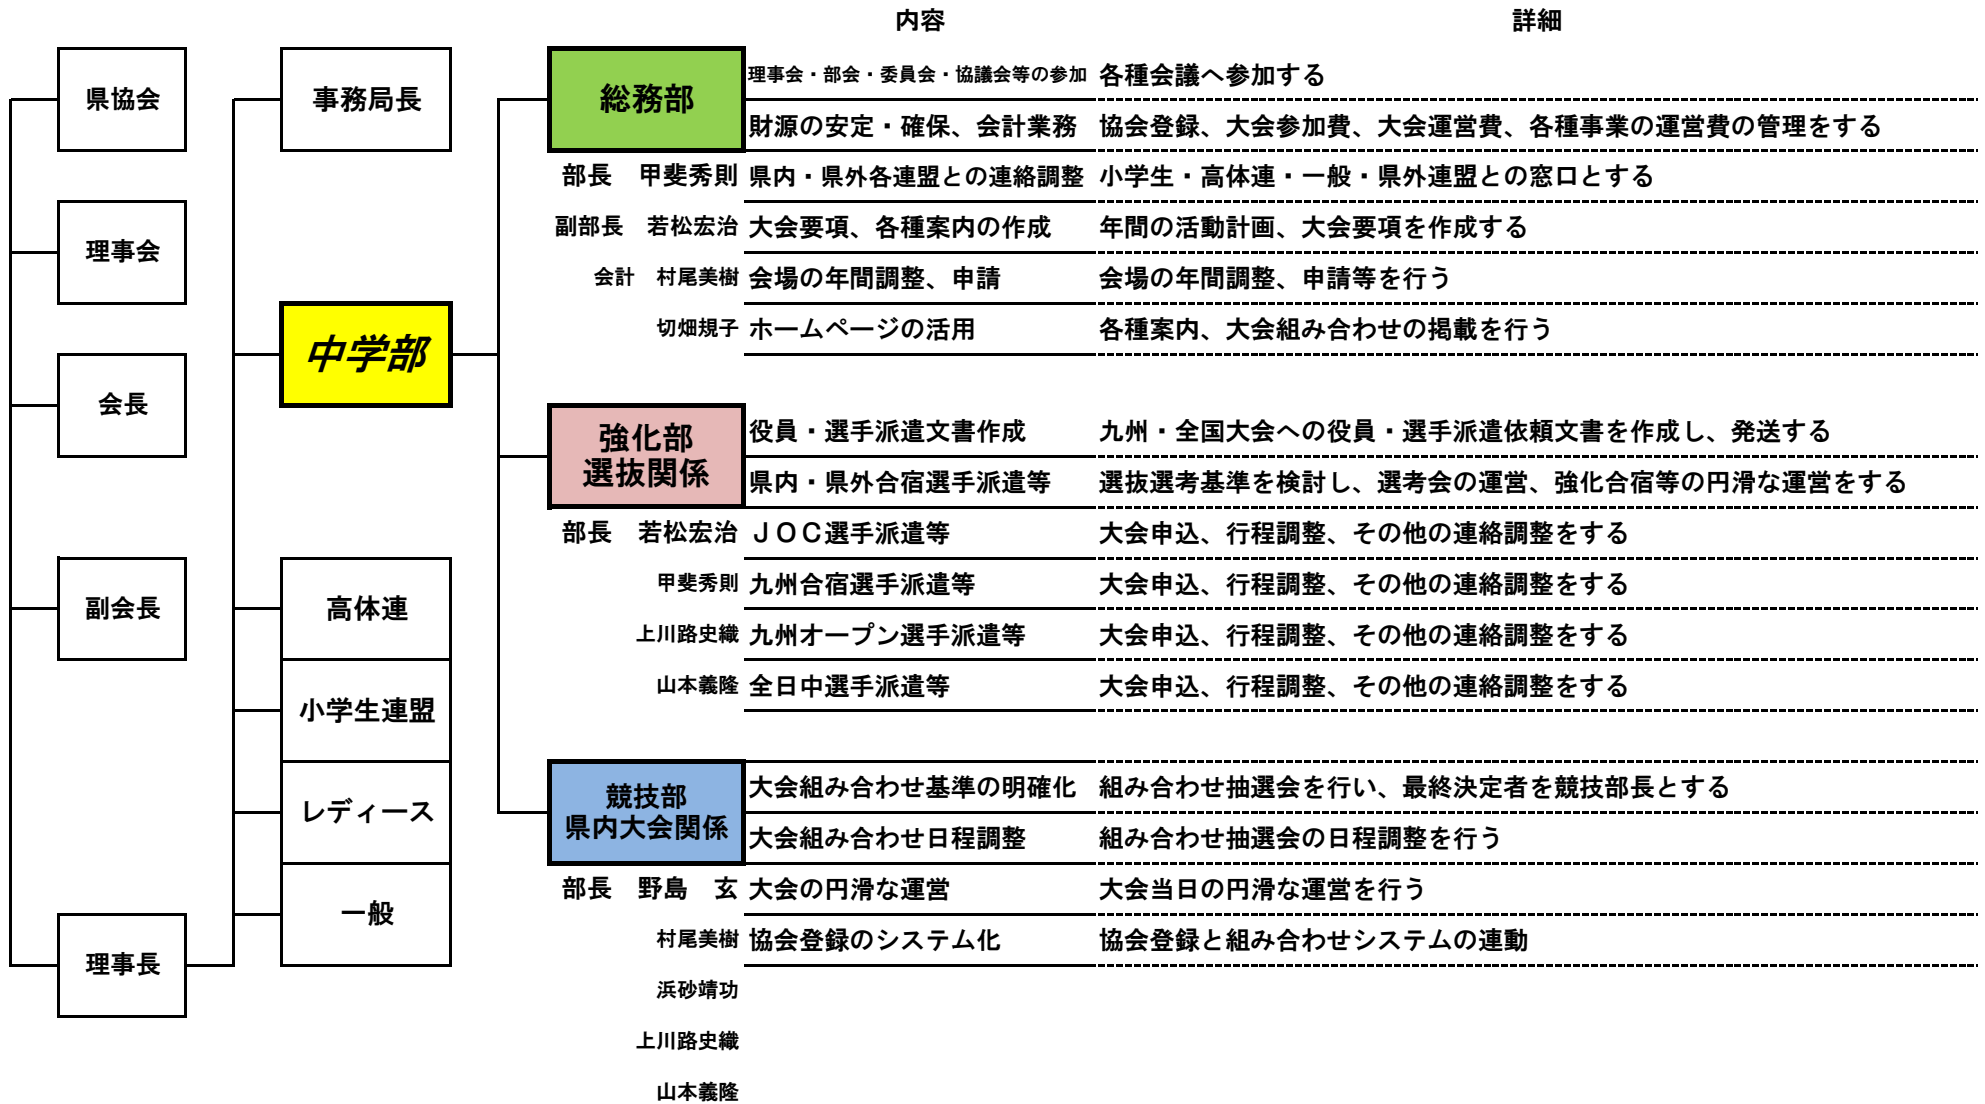 内容 詳細
県協会
理事会
会長
副会長
理事長
事務局長
中学部
高体連
小学生連盟
レディース
一般
総務部
部長　甲斐秀則
副部長　若松宏治
会計　村尾美樹
切畑規子
理事会・部会・委員会・協議会等の参加 各種会議へ参加する
財源の安定・確保、会計業務 協会登録、大会参加費、大会運営費、各種事業の運営費の管理をする
県内・県外各連盟との連絡調整 小学生・高体連・一般・県外連盟との窓口とする
大会要項、各種案内の作成 年間の活動計画、大会要項を作成する
会場の年間調整、申請 会場の年間調整、申請等を行う
ホームページの活用 各種案内、大会組み合わせの掲載を行う
強化部
選抜関係
部長　若松宏治
甲斐秀則
上川路史織
山本義隆
役員・選手派遣文書作成 九州・全国大会への役員・選手派遣依頼文書を作成し、発送する
県内・県外合宿選手派遣等 選抜選考基準を検討し、選考会の運営、強化合宿等の円滑な運営をする
ＪＯＣ選手派遣等 大会申込、行程調整、その他の連絡調整をする
九州合宿選手派遣等 大会申込、行程調整、その他の連絡調整をする
九州オープン選手派遣等 大会申込、行程調整、その他の連絡調整をする
全日中選手派遣等 大会申込、行程調整、その他の連絡調整をする
競技部
県内大会関係
部長　野島　玄
村尾美樹
浜砂靖功
上川路史織
山本義隆
大会組み合わせ基準の明確化 組み合わせ抽選会を行い、最終決定者を競技部長とする
大会組み合わせ日程調整 組み合わせ抽選会の日程調整を行う
大会の円滑な運営 大会当日の円滑な運営を行う
協会登録のシステム化 協会登録と組み合わせシステムの連動